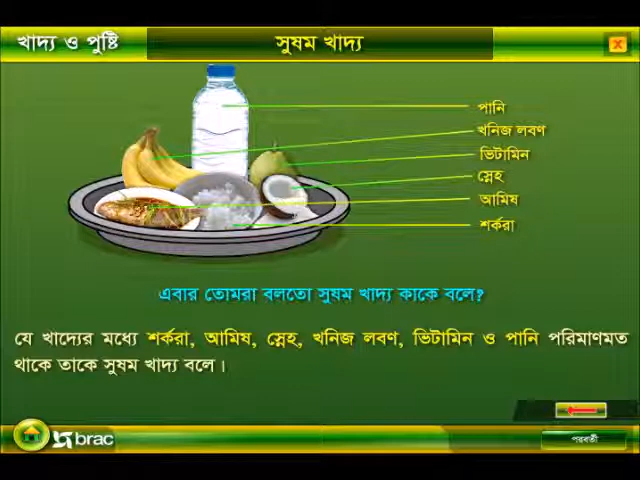 খাদ্য ও পুষ্টি
সুষম খাদ্য
X
পানি
খনিজ লবণ
ভিটামিন
স্নেহ
আমিষ
শর্করা
এবার তোমরা বলতো সুষম খাদ্য কাকে বলে?
যে খাদ্যের মধ্যে শর্করা, আমিষ, স্নেহ, খনিজ লবণ, ভিটামিন ও পানি পরিমাণমত
থাকে তাকে সুষম খাদ্য বলে।
brac
পরবর্তী